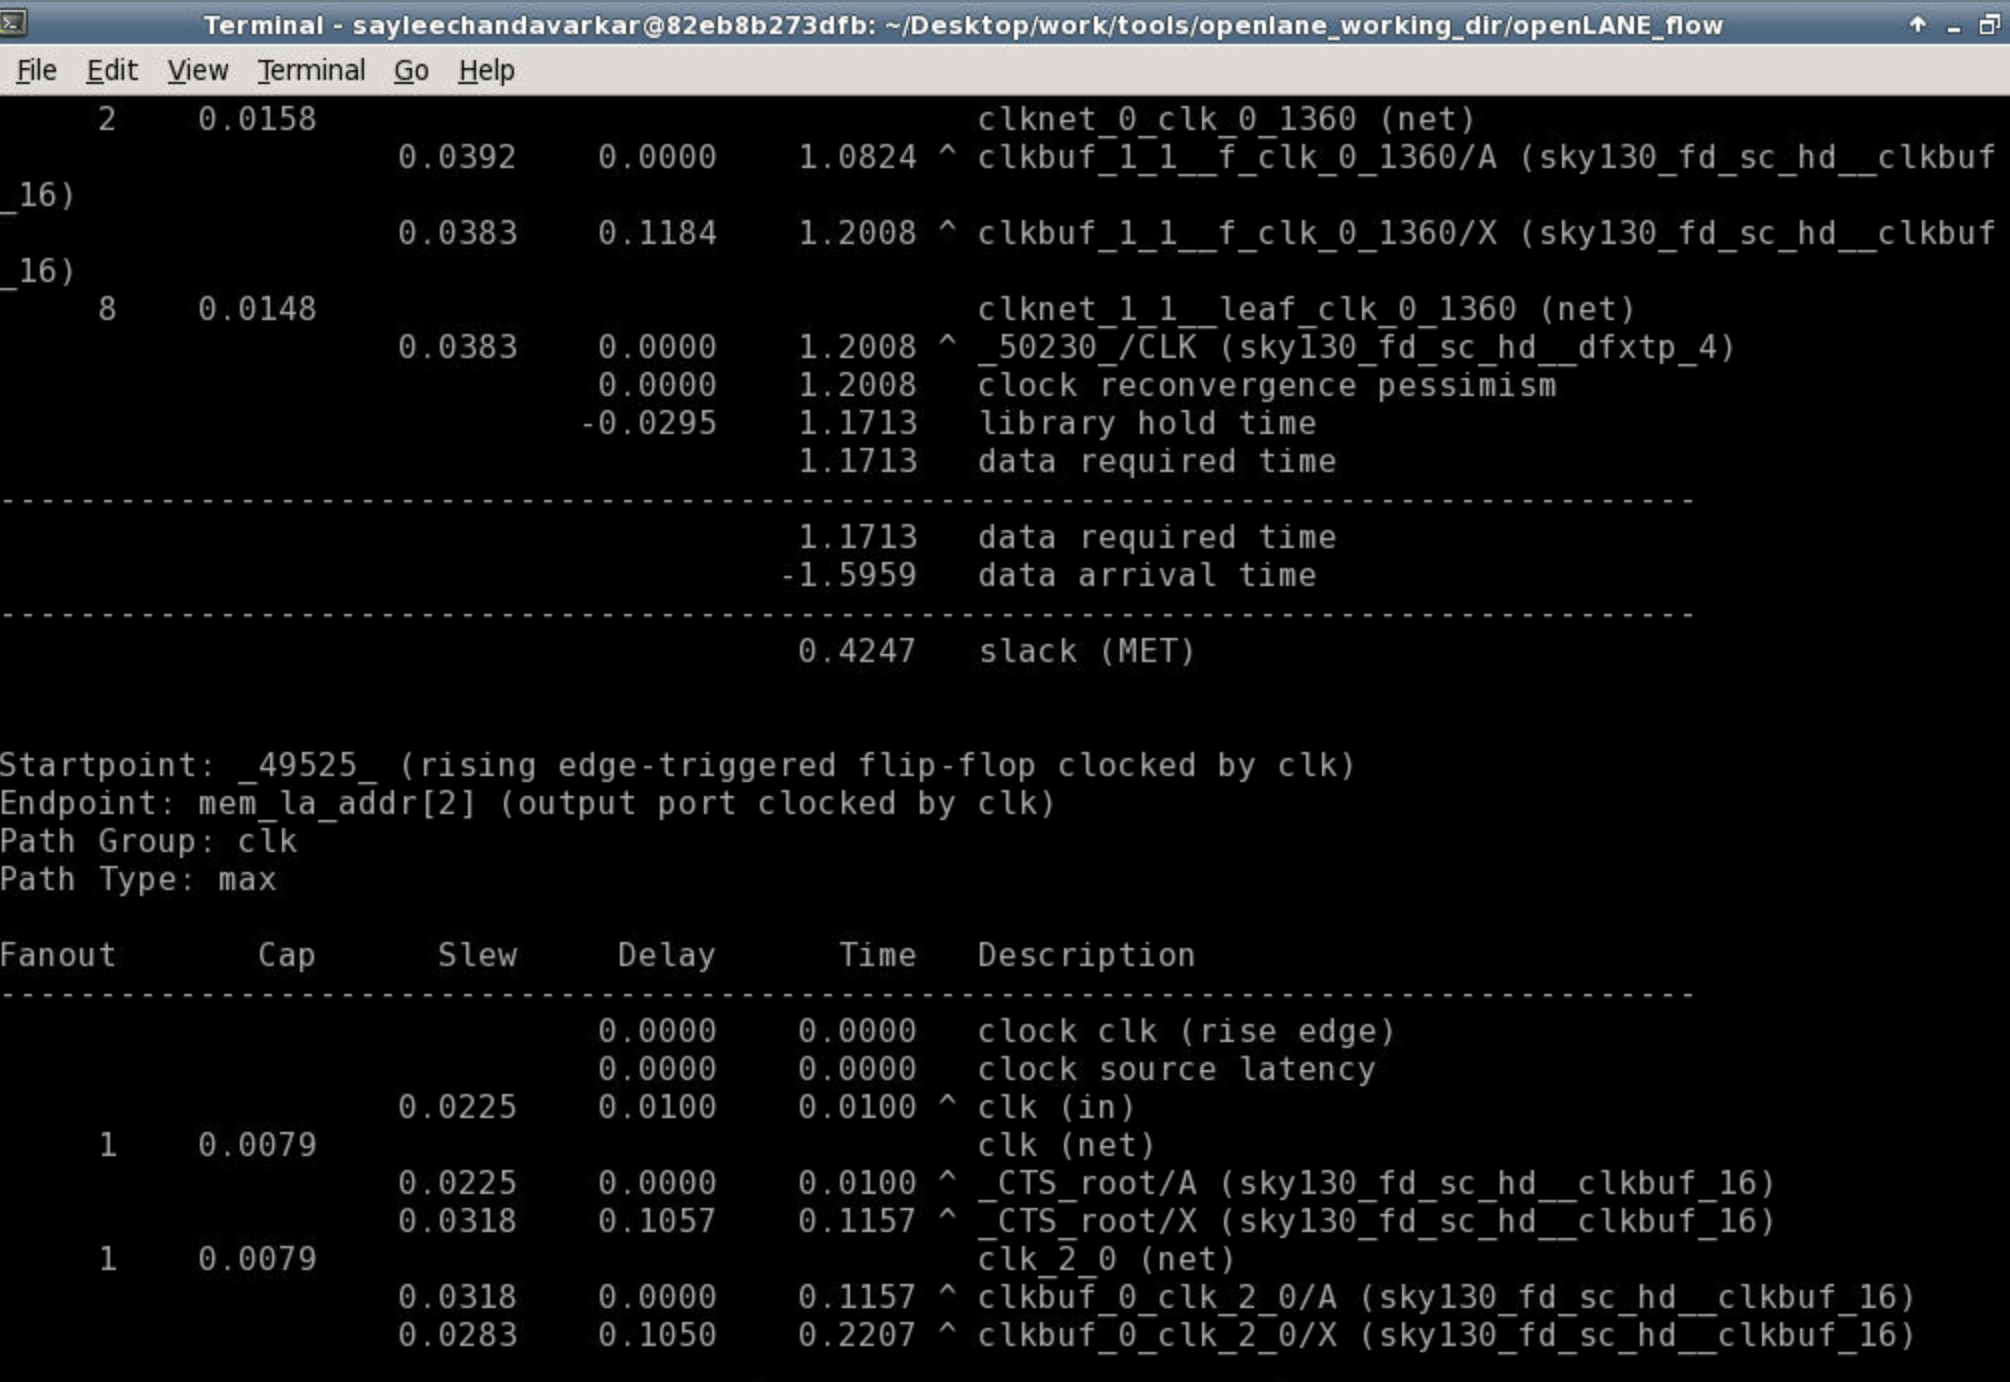 Terminal - sayleechandavarkar@82eb8b273dfb: ~/Desktop/work/tools/openlane_working_dir/openLANE_flow
File Edit View Terminal Go Help
2 0.0158 clknet_0_clk_0_1360 (net)
0.0392 0.0000 1.0824 ^ clkbuf_1_1__f_clk_0_1360/A (sky130_fd_sc_hd__clkbuf
_16)
0.0383 0.1184 1.2008 ^ clkbuf_1_1__f_clk_0_1360/X (sky130_fd_sc_hd__clkbuf
_16)
8 0.0148 clknet_1_1__leaf_clk_0_1360 (net)
0.0383 0.0000 1.2008 ^ _50230_/CLK (sky130_fd_sc_hd__dfxtp_4)
0.0000 1.2008 clock reconvergence pessimism
-0.0295 1.1713 library hold time
1.1713 data required time
-------------------------------------------------------------------------------------
1.1713 data required time
-1.5959 data arrival time
-------------------------------------------------------------------------------------
0.4247 slack (MET)
Startpoint: _49525_ (rising edge-triggered flip-flop clocked by clk)
Endpoint: mem_la_addr[2] (output port clocked by clk)
Path Group: clk
Path Type: max
Fanout Cap Slew Delay Time Description
-------------------------------------------------------------------------------------
0.0000 0.0000 clock clk (rise edge)
0.0000 0.0000 clock source latency
0.0225 0.0100 0.0100 ^ clk (in)
1 0.0079 clk (net)
0.0225 0.0000 0.0100 ^ _CTS_root/A (sky130_fd_sc_hd__clkbuf_16)
0.0318 0.1057 0.1157 ^ _CTS_root/X (sky130_fd_sc_hd__clkbuf_16)
1 0.0079 clk_2_0 (net)
0.0318 0.0000 0.1157 ^ clkbuf_0_clk_2_0/A (sky130_fd_sc_hd__clkbuf_16)
0.0283 0.1050 0.2207 ^ clkbuf_0_clk_2_0/X (sky130_fd_sc_hd__clkbuf_16)